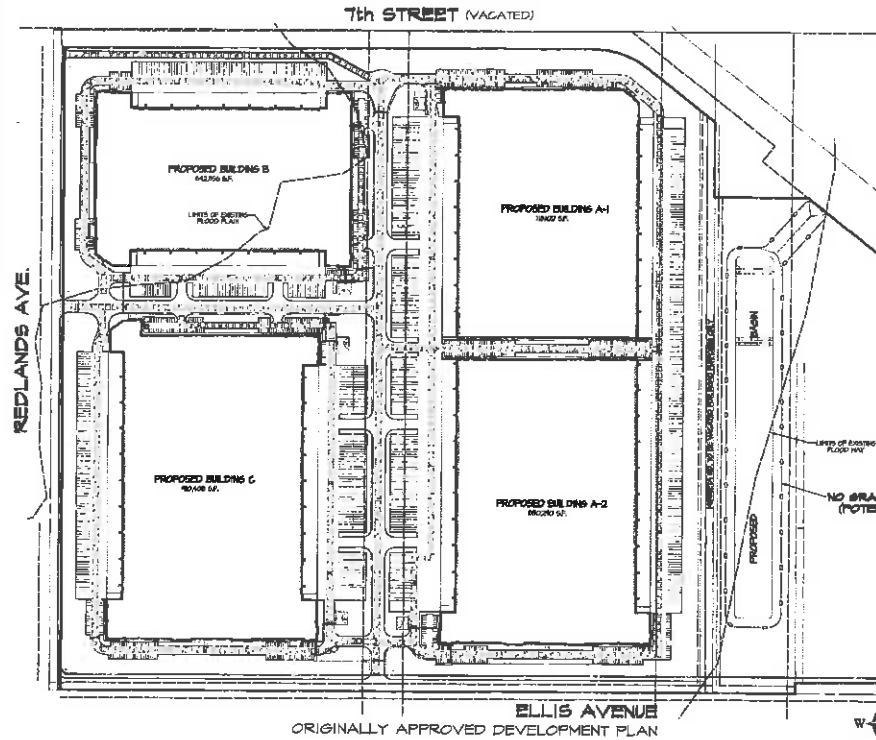 7th STREET (VACATED)
PROPOSED BUILDING B
LIMITS OF EXISTING
FLOOD PLAIN
PROPOSED BUILDING A-1
REDLANDS AVE.
BASIN
LIMITS OF EXISTING
FLOOD WAY
PROPOSED BUILDING C
PROPOSED BUILDING A-2
PROPOSED
NO GRA
(POTE
ELLIS AVENUE
ORIGINALLY APPROVED DEVELOPMENT PLAN
W